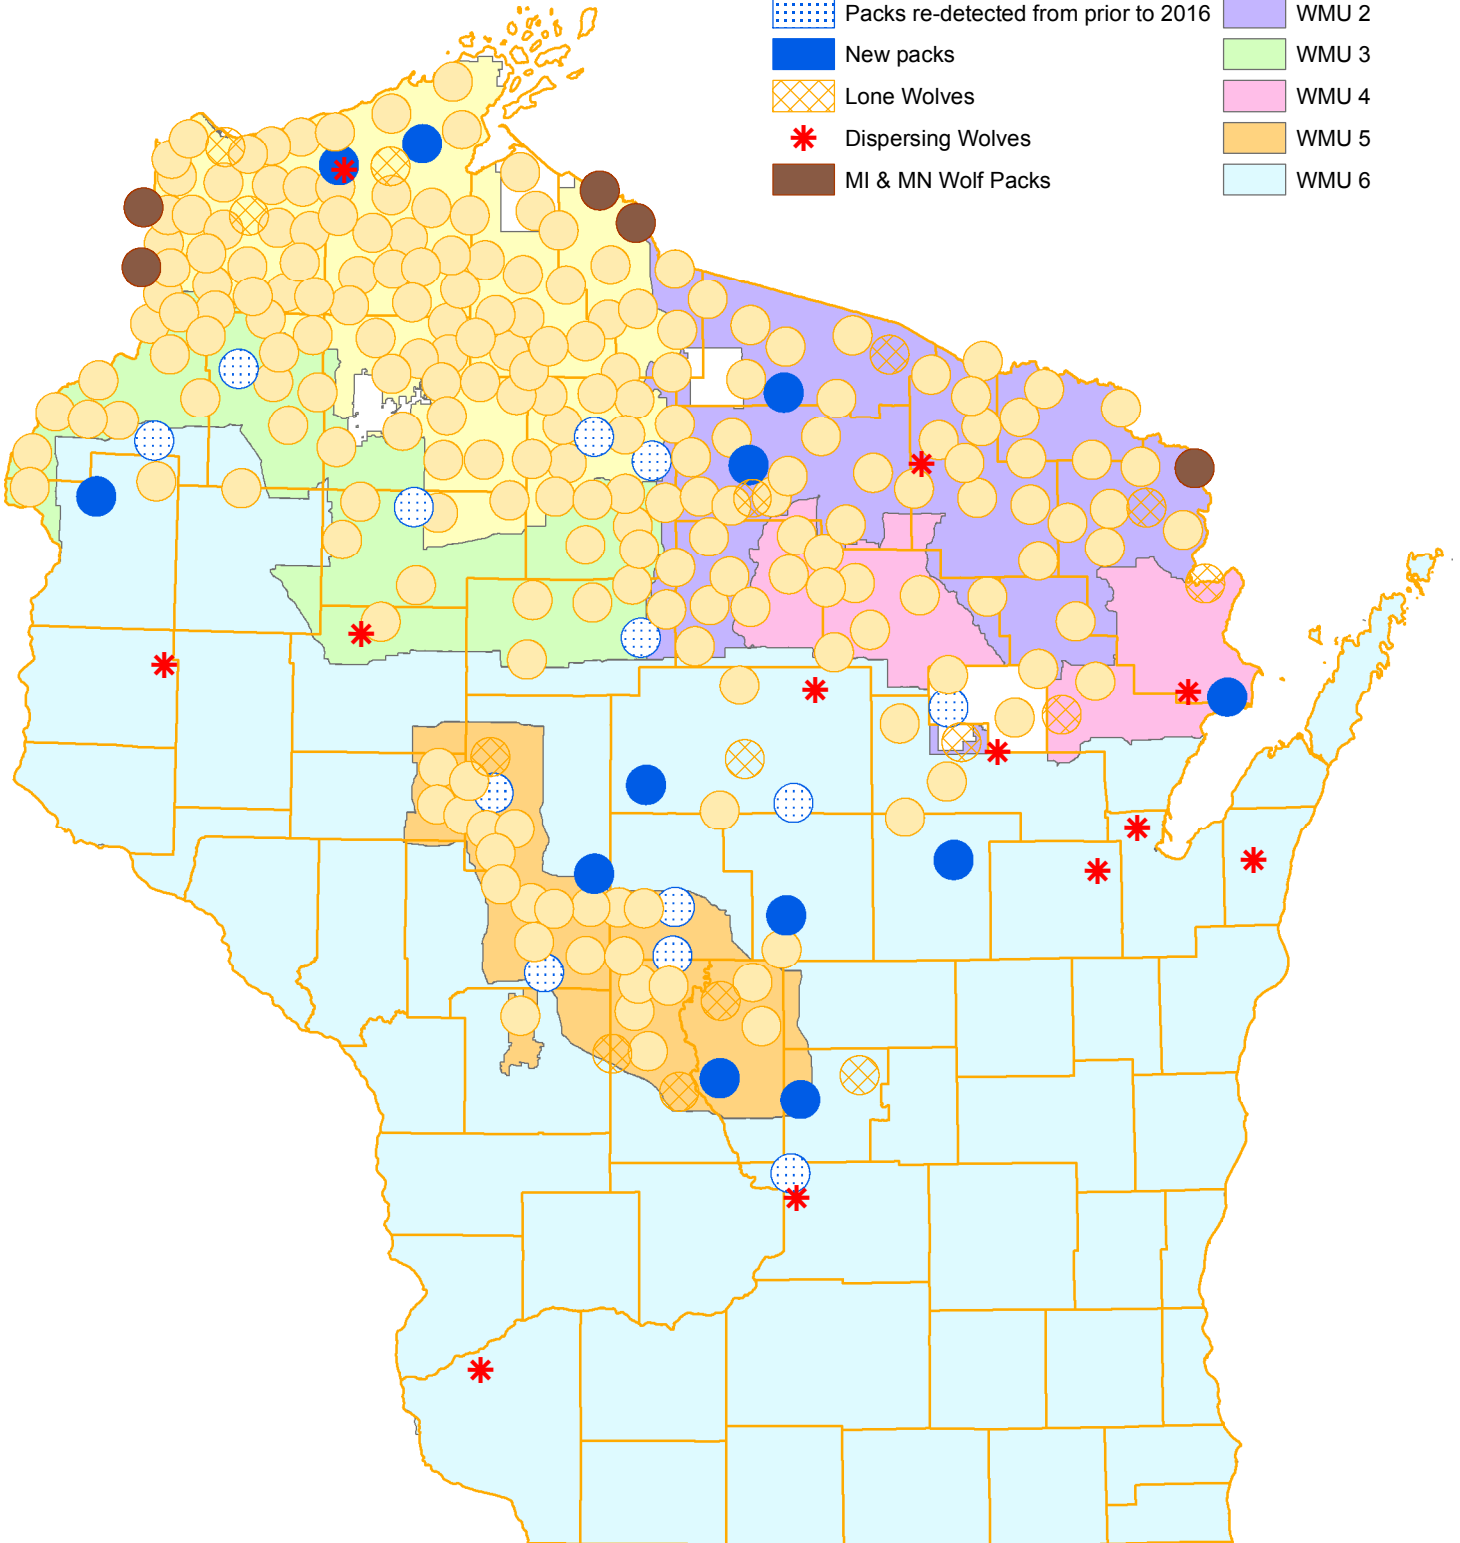 Packs re-detected from prior to 2016 WMU 2
New packs WMU 3
Lone Wolves WMU 4
Dispersing Wolves WMU 5
MI & MN Wolf Packs WMU 6